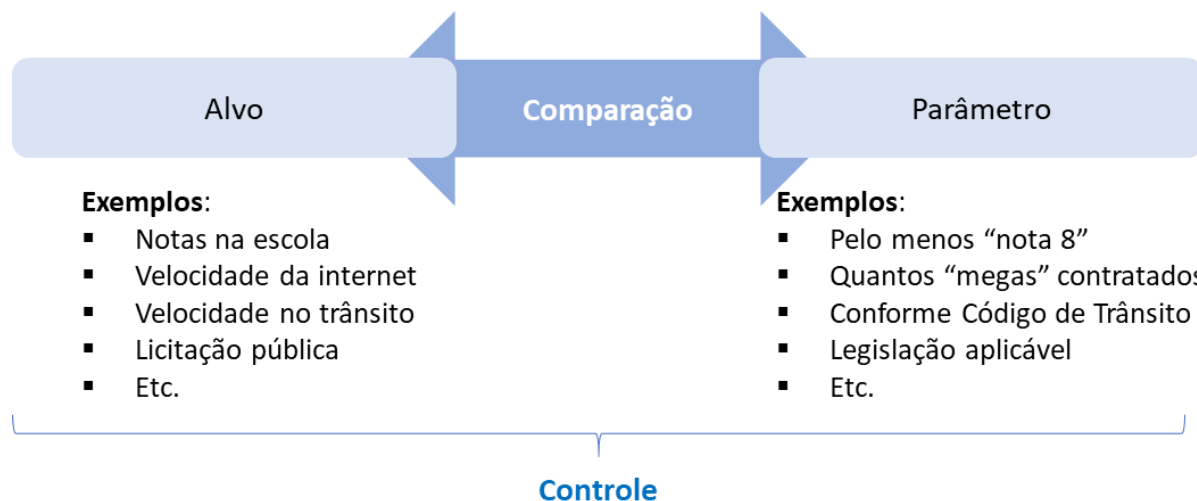 Alvo
Comparação
Parâmetro
Exemplos:
▪ Notas na escola
▪ Velocidade da internet
▪ Velocidade no trânsito
▪ Licitação pública
▪ Etc.
Exemplos:
▪ Pelo menos “nota 8”
▪ Quantos “megas” contratados
▪ Conforme Código de Trânsito
▪ Legislação aplicável
▪ Etc.
Controle